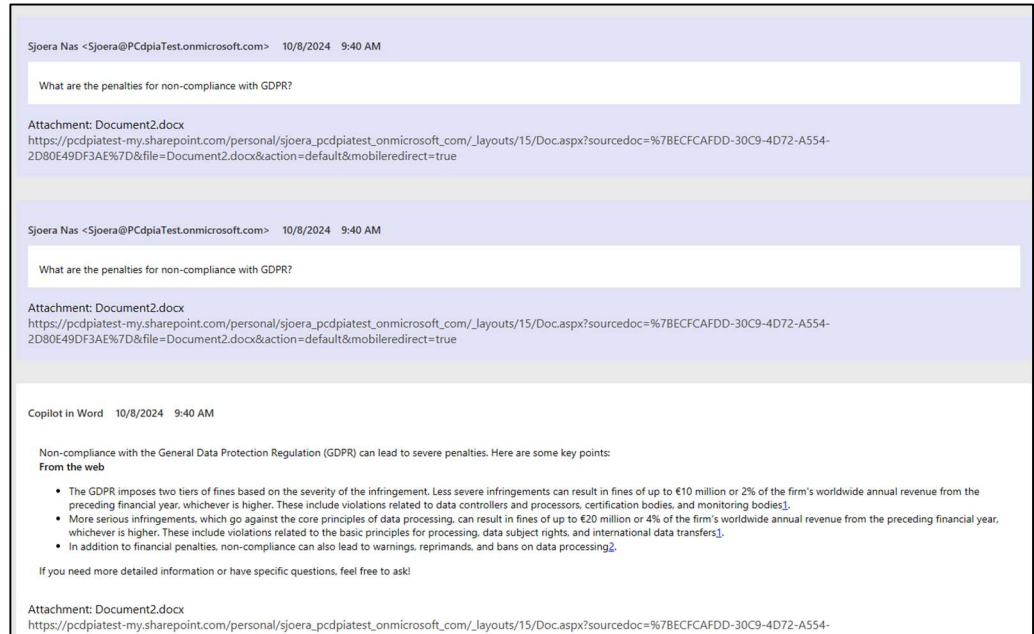 Sjoera Nas <Sjoera@PCdpiaTest.onmicrosoft.com> 10/8/2024 9:40 AM
What are the penalties for non-compliance with GDPR?
Attachment: Document2.docx
https://pcdpiatest-my.sharepoint.com/personal/sjoera_pcdpiatest_onmicrosoft_com/_layouts/15/Doc.aspx?sourcedoc=%7BECFCAFDD-30C9-4D72-A554-
2D80E49DF3AE%7D&file=Document2.docx&action=default&mobileredirect=true
Sjoera Nas <Sjoera@PCdpiaTest.onmicrosoft.com> 10/8/2024 9:40 AM
What are the penalties for non-compliance with GDPR?
Attachment: Document2.docx
https://pcdpiatest-my.sharepoint.com/personal/sjoera_pcdpiatest_onmicrosoft_com/_layouts/15/Doc.aspx?sourcedoc=%7BECFCAFDD-30C9-4D72-A554-
2D80E49DF3AE%7D&file=Document2.docx&action=default&mobileredirect=true
Copilot in Word 10/8/2024 9:40 AM
Non-compliance with the General Data Protection Regulation (GDPR) can lead to severe penalties. Here are some key points:
From the web
• The GDPR imposes two tiers of fines based on the severity of the infringement. Less severe infringements can result in fines of up to €10 million or 2% of the firm's worldwide annual revenue from the
preceding financial year, whichever is higher. These include violations related to data controllers and processors, certification bodies, and monitoring bodies1.
• More serious infringements, which go against the core principles of data processing, can result in fines of up to €20 million or 4% of the firm's worldwide annual revenue from the preceding financial year,
whichever is higher. These include violations related to the basic principles for processing, data subject rights, and international data transfers1.
• In addition to financial penalties, non-compliance can also lead to warnings, reprimands, and bans on data processing2.
If you need more detailed information or have specific questions, feel free to ask!
Attachment: Document2.docx
https://pcdpiatest-my.sharepoint.com/personal/sjoera_pcdpiatest_onmicrosoft_com/_layouts/15/Doc.aspx?sourcedoc=%7BECFCAFDD-30C9-4D72-A554-